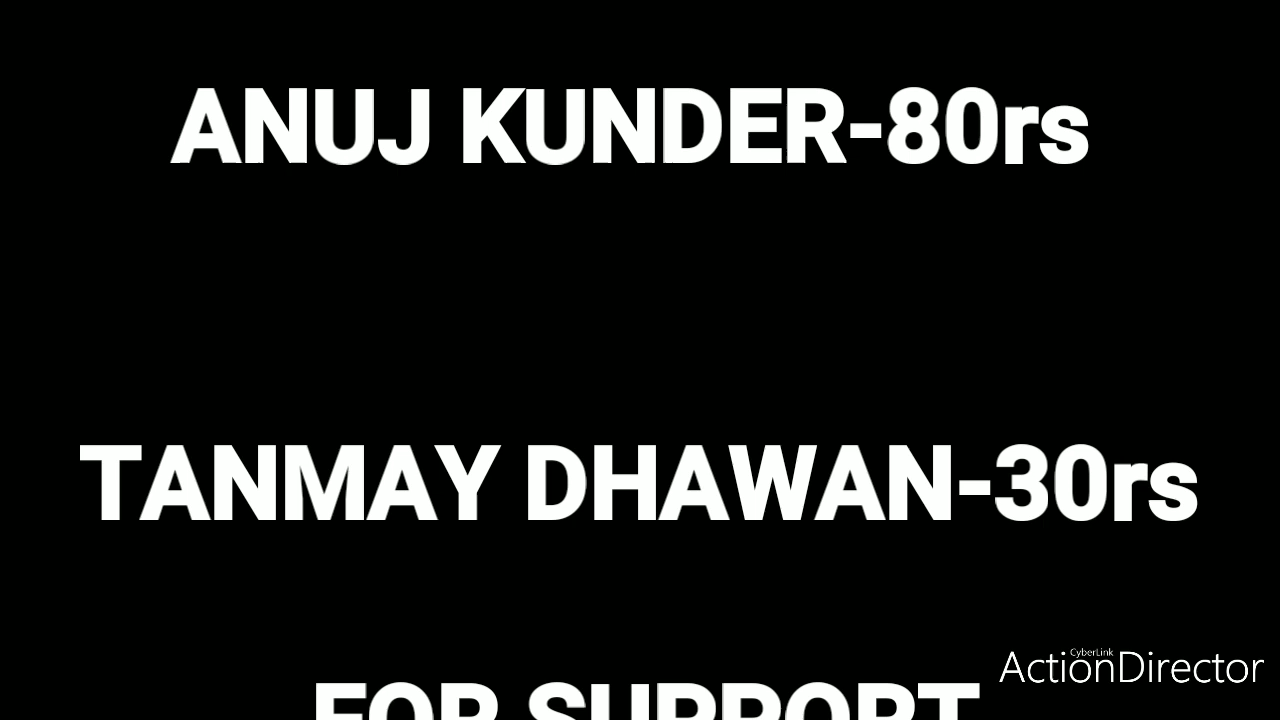 ANUJ KUNDER-80rs
TANMAY DHAWAN-30rs
CyberLink
ActionDirector
FOR SUPPORT